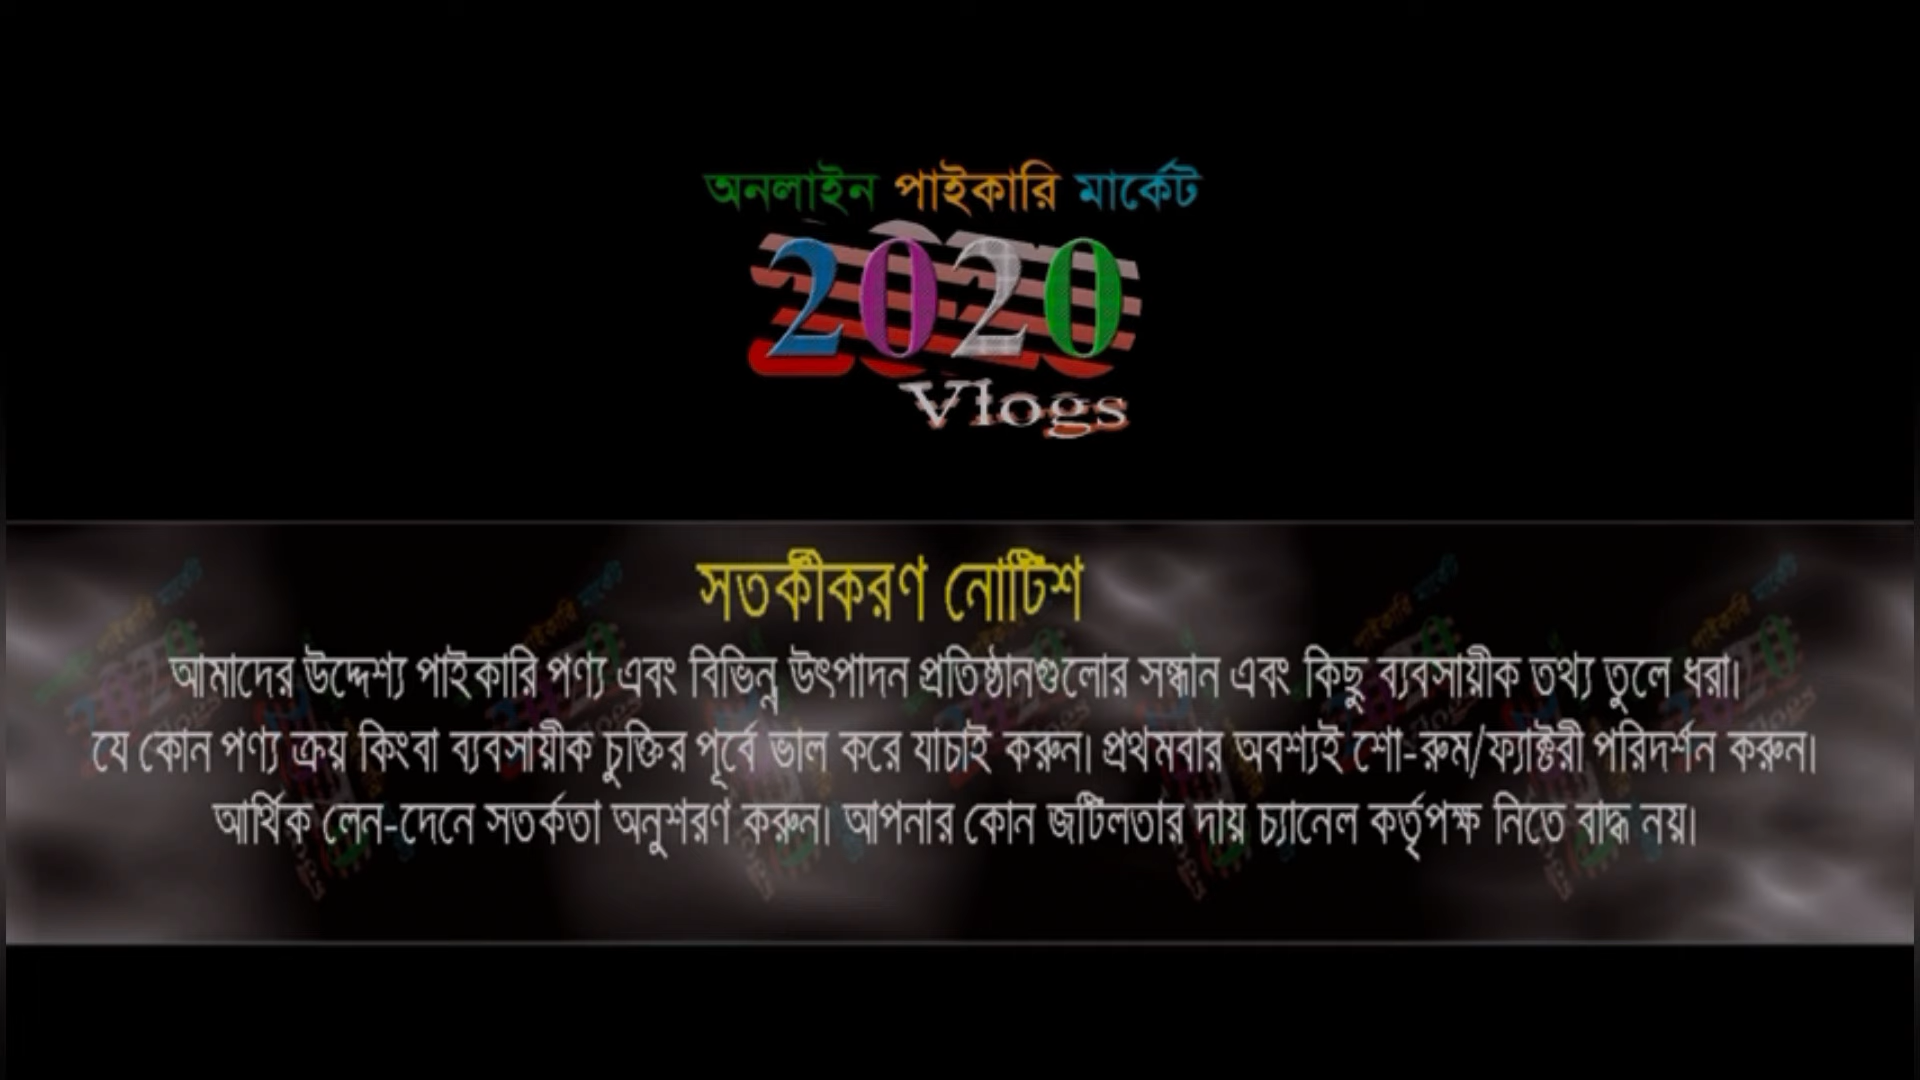 অনলাইন পাইকারি মার্কেট
2020
Vlogs
সতর্কীকরণ নোটিশ
আমাদের উদ্দেশ্য পাইকারি পণ্য এবং বিভিন্ন উৎপাদন প্রতিষ্ঠানগুলোর সন্ধান এবং কিছু ব্যবসায়ীক তথ্য তুলে ধরা।
যে কোন পণ্য ক্রয় কিংবা ব্যবসায়ীক চুক্তির পূর্বে ভাল করে যাচাই করুন। প্রথমবার অবশ্যই শো-রুম/ফ্যাক্টরী পরিদর্শন করুন।
আর্থিক লেন-দেনে সতর্কতা অনুশরণ করুন। আপনার কোন জটিলতার দায় চ্যানেল কর্তৃপক্ষ নিতে বাদ্ধ নয়।